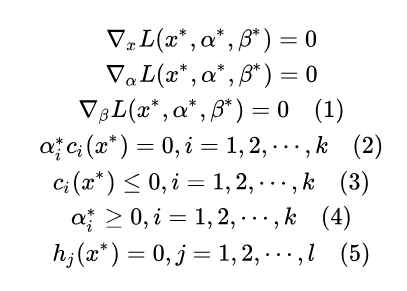 ∇ₓL(x*, α*, β*) = 0
∇_αL(x*, α*, β*) = 0
∇_βL(x*, α*, β*) = 0 (1)
α*ᵢcᵢ(x*) = 0, i = 1, 2, ⋯, k (2)
cᵢ(x*) ≤ 0, i = 1, 2, ⋯, k (3)
α*ᵢ ≥ 0, i = 1, 2, ⋯, k (4)
hⱼ(x*) = 0, j = 1, 2, ⋯, l (5)